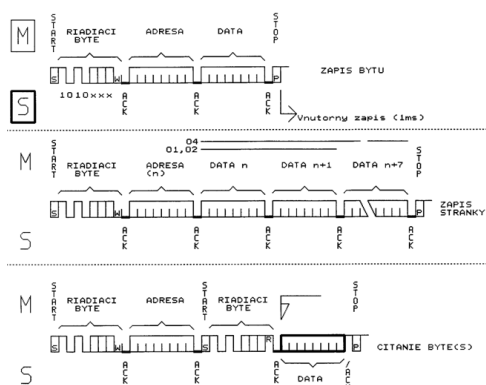 M
START
RIADIACI BYTE
ADRESA
DATA
STOP
S
W
P
ZAPIS BYTU
S
1010xxx
ACK
ACK
ACK
Vnutorny zapis (1ms)
04
01,02
M
START
RIADIACI BYTE
ADRESA (n)
DATA n
DATA n+1
DATA n+7
STOP
S
W
P
ZAPIS STRANKY
S
ACK
ACK
ACK
ACK
ACK
M
START
RIADIACI BYTE
ADRESA
START
RIADIACI BYTE
STOP
S
W
S
R
P
CITANIE BYTE(S)
S
ACK
ACK
ACK
DATA